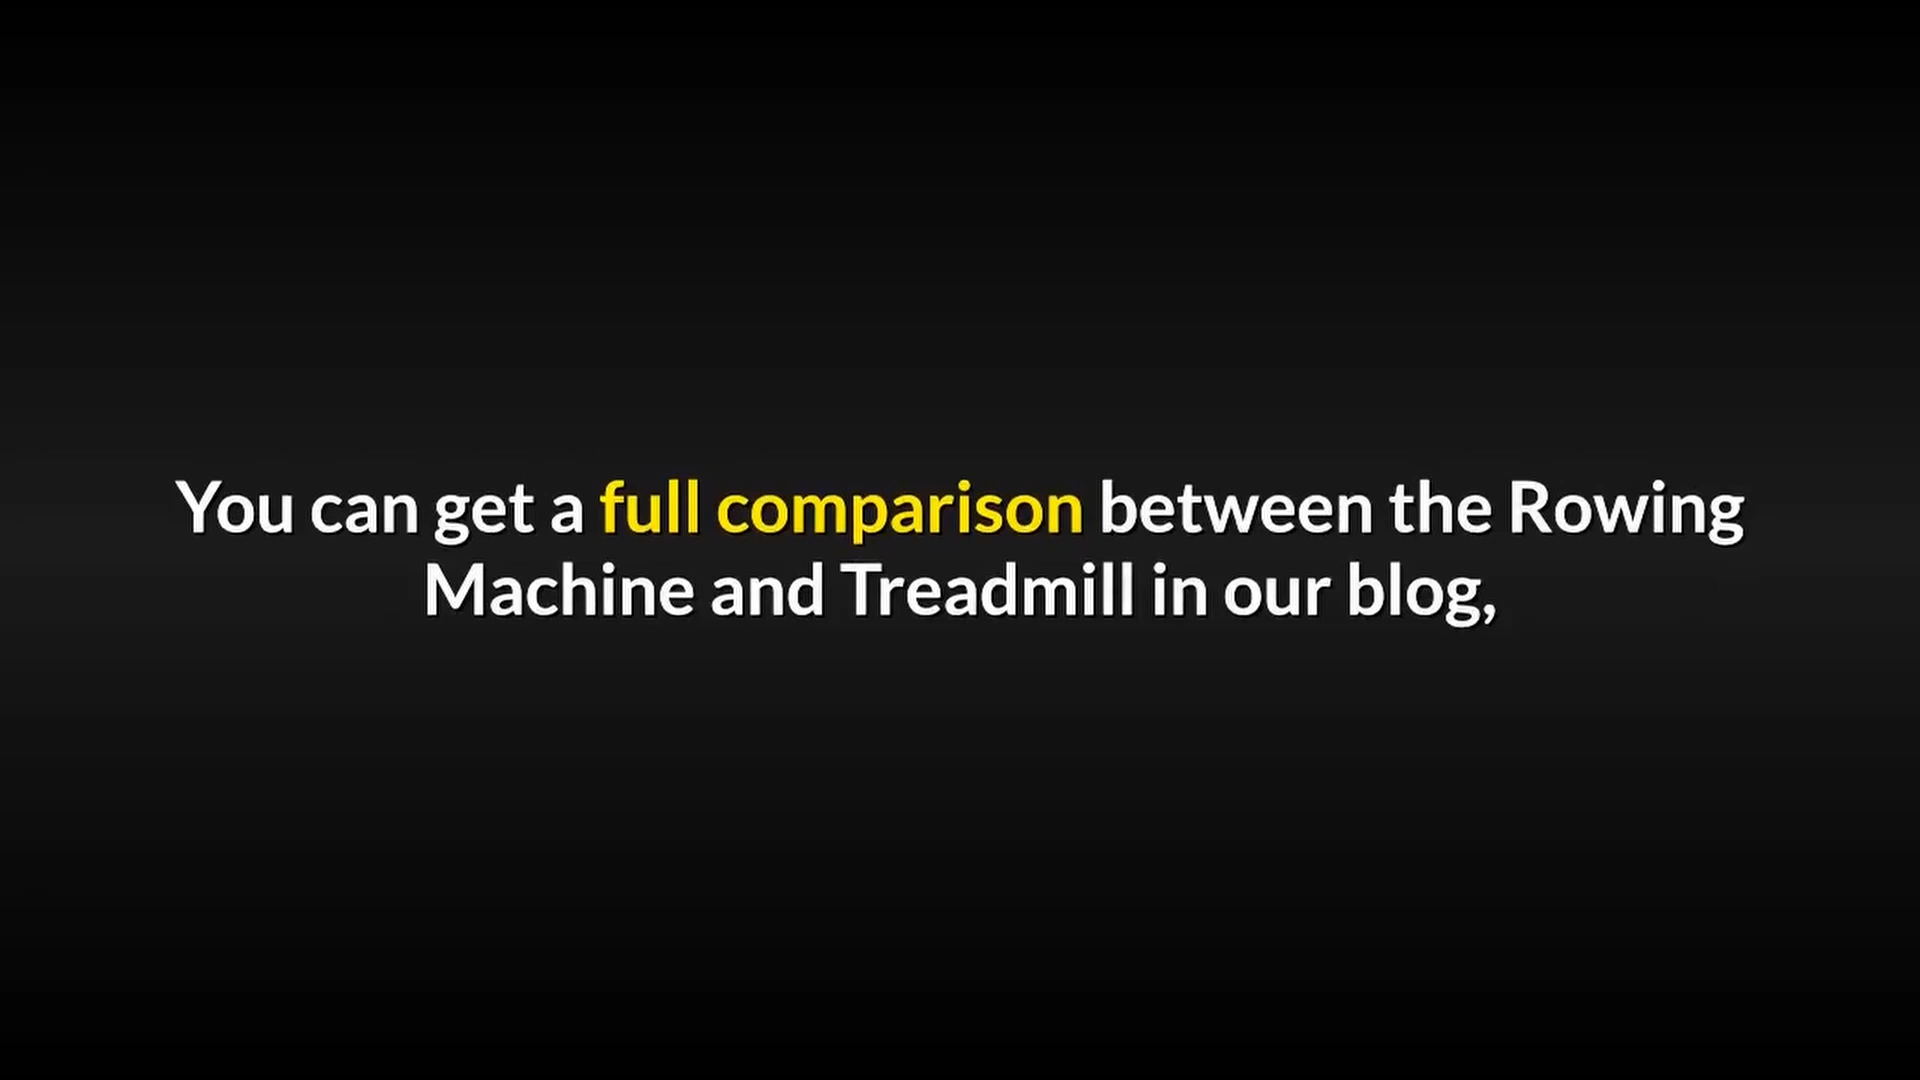 You can get a full comparison between the Rowing
Machine and Treadmill in our blog,